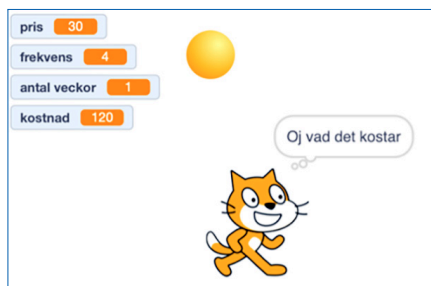 pris 30
frekvens 4
antal veckor 1
kostnad 120
Oj vad det kostar